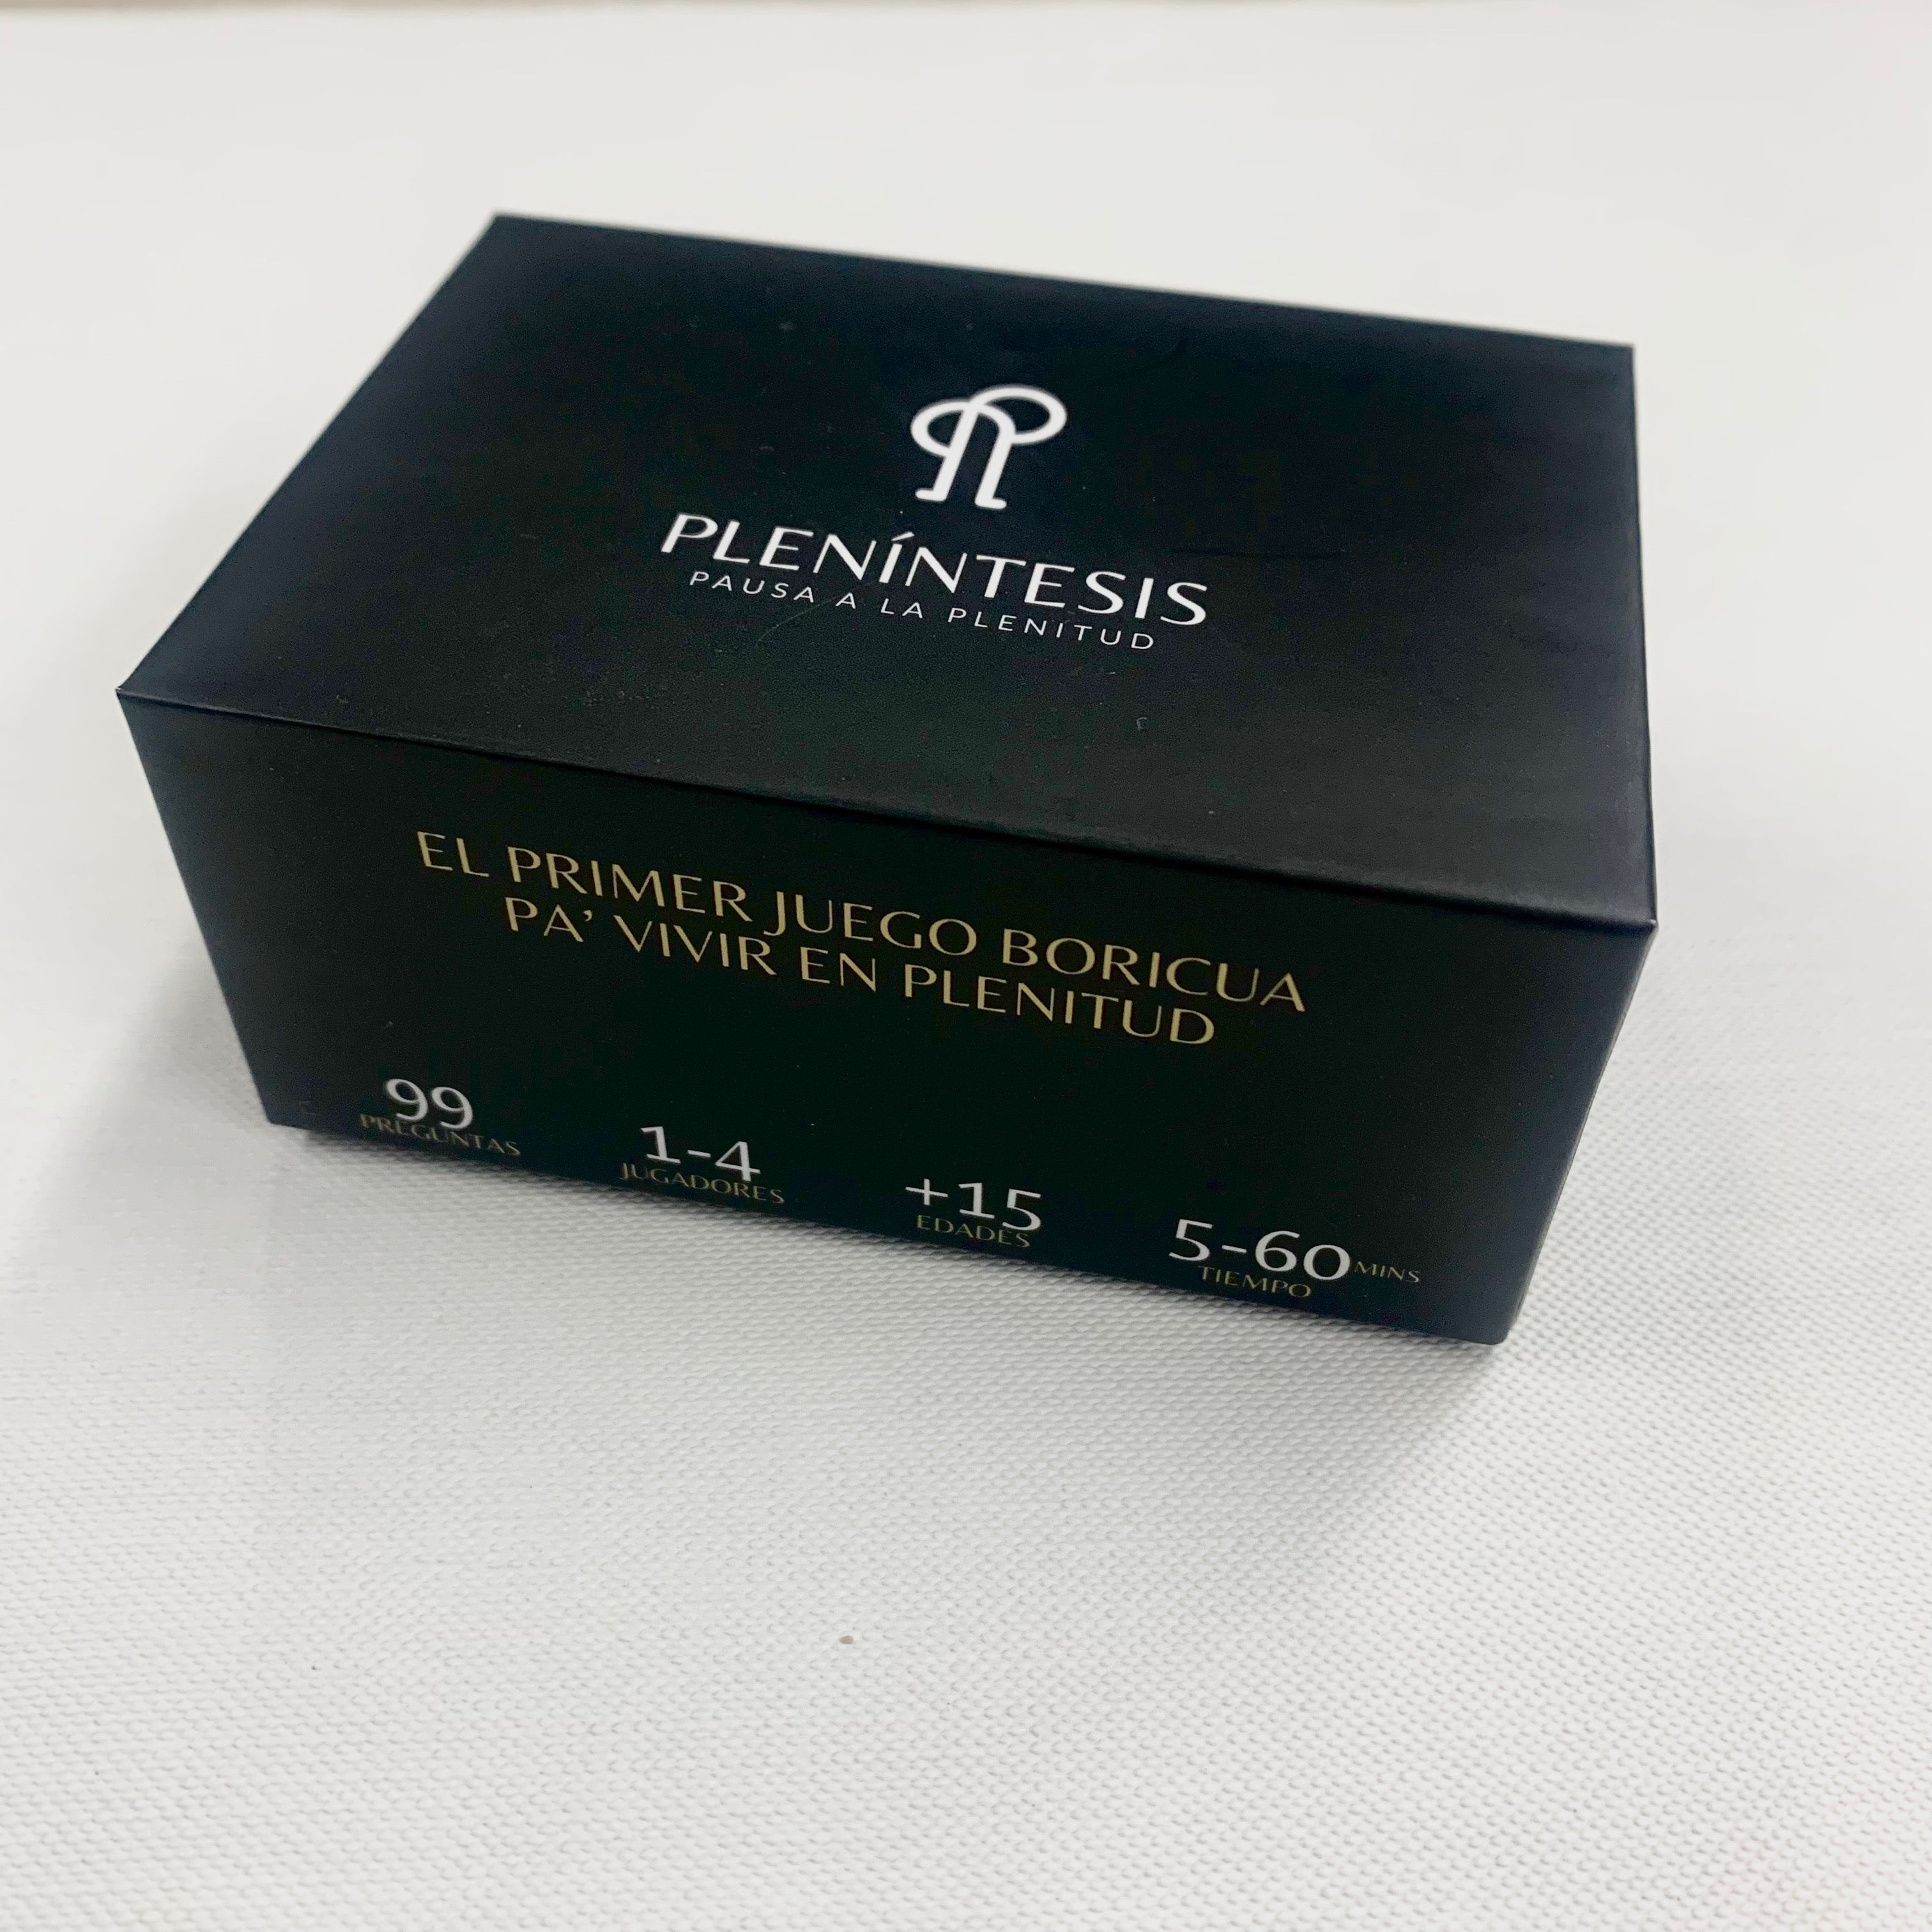 PLENÍNTESIS
PAUSA A LA PLENITUD
EL PRIMER JUEGO BORICUA
PA' VIVIR EN PLENITUD
99
PREGUNTAS
1-4
JUGADORES
+15
EDADES
5-60 MINS
TIEMPO